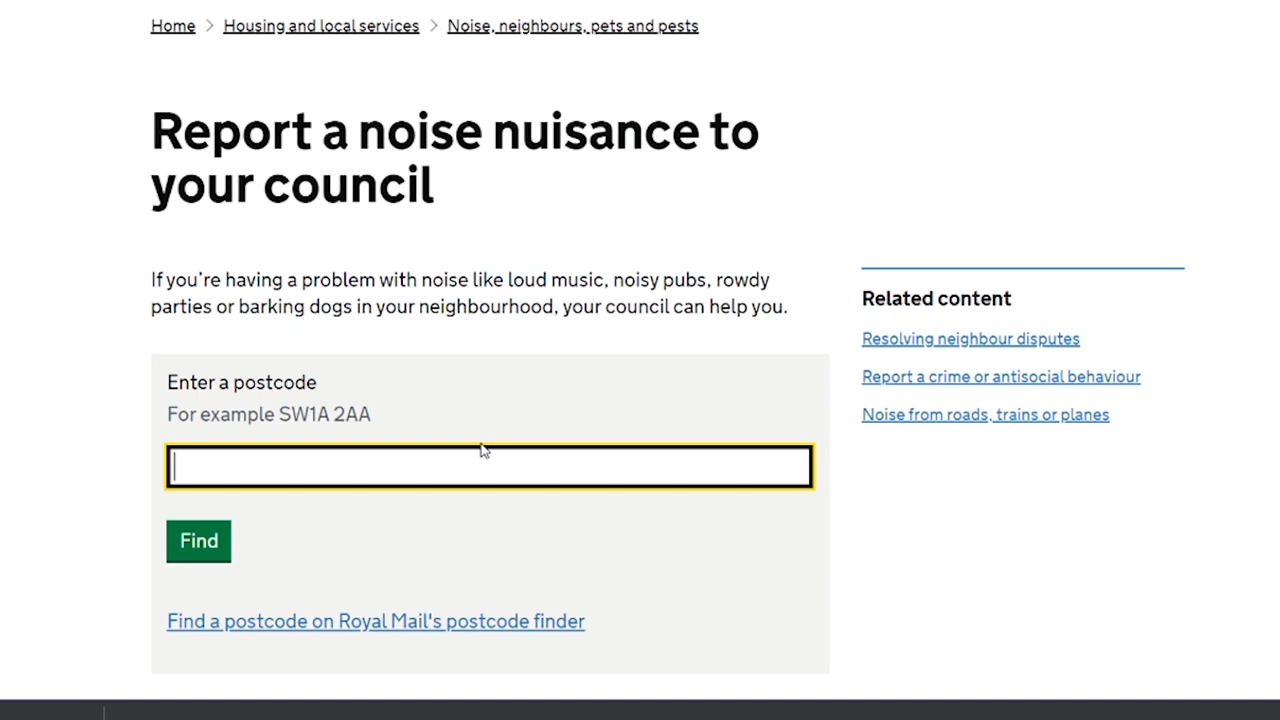 Home > Housing and local services > Noise, neighbours, pets and pests
Report a noise nuisance to
your council
If you're having a problem with noise like loud music, noisy pubs, rowdy
parties or barking dogs in your neighbourhood, your council can help you.
Enter a postcode
For example SW1A 2AA
Find
Find a postcode on Royal Mail's postcode finder
Related content
Resolving neighbour disputes
Report a crime or antisocial behaviour
Noise from roads, trains or planes